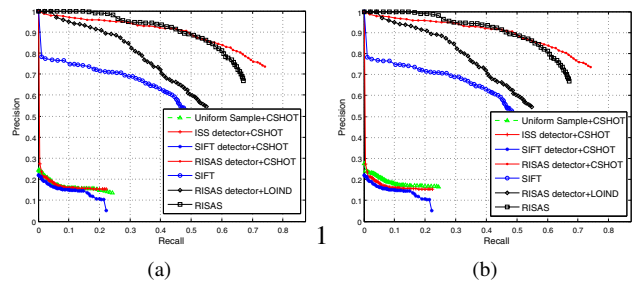 1
0.9
0.8
0.7
0.6
0.5
0.4
0.3
0.2
0.1
0
Precision
0 0.1 0.2 0.3 0.4 0.5 0.6 0.7 0.8
Recall
Uniform Sample+CSHOT
ISS detector+CSHOT
SIFT detector+CSHOT
RISAS detector+CSHOT
SIFT
RISAS detector+LOIND
RISAS
(a)
1
1
0.9
0.8
0.7
0.6
0.5
0.4
0.3
0.2
0.1
0
Precision
0 0.1 0.2 0.3 0.4 0.5 0.6 0.7 0.8
Recall
Uniform Sample+CSHOT
ISS detector+CSHOT
SIFT detector+CSHOT
RISAS detector+CSHOT
SIFT
RISAS detector+LOIND
RISAS
(b)